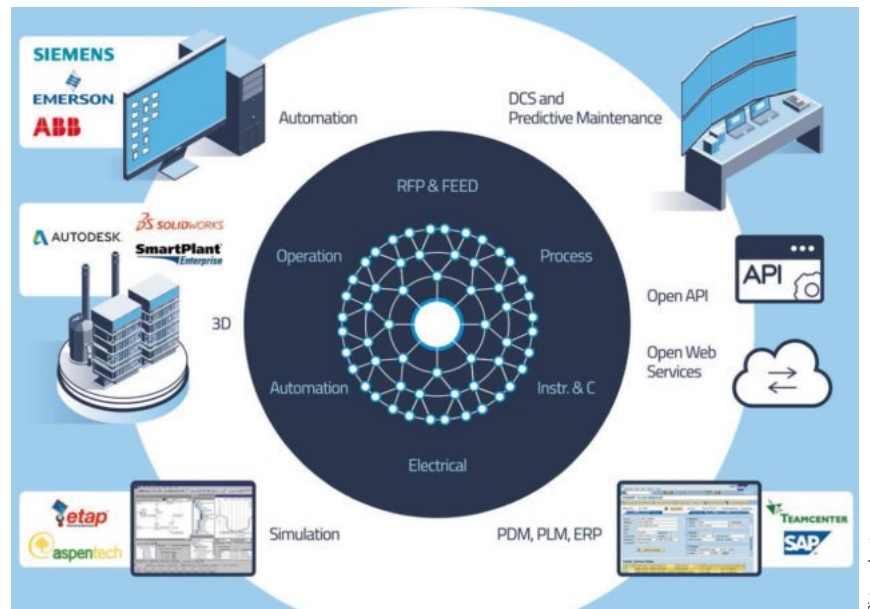 SIEMENS
EMERSON
ABB
Automation
DCS and
Predictive Maintenance
RFP & FEED
AUTODESK
SOLIDWORKS
SmartPlant
Enterprise
Operation
Process
API
Open API
3D
Open Web
Services
Automation
Instr. & C
Electrical
etap
aspentech
Simulation
PDM, PLM, ERP
TEAMCENTER
SAP